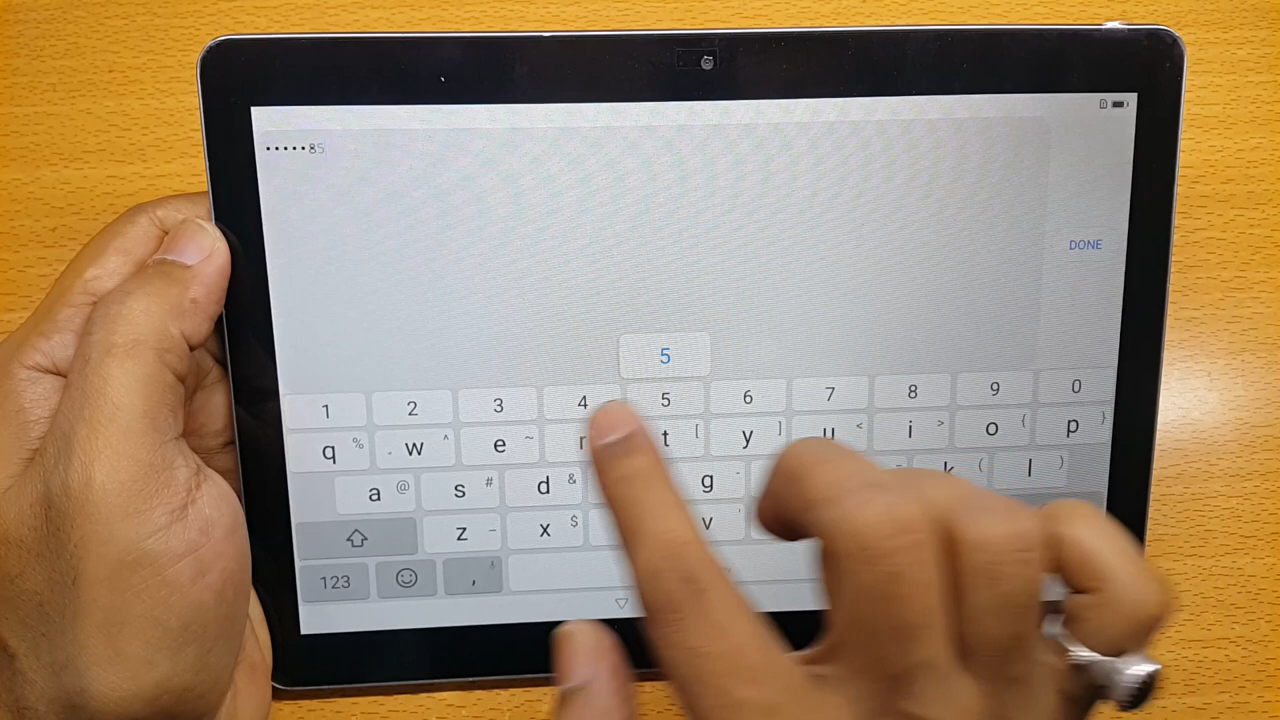 •••••85
DONE
5
1 2 3 4 5 6 7 8 9 0
q % w ^ e ~ r t [ y ] u < i > o { p }
a @ s # d & g - k ( l )
z – x $ v '
123 ,